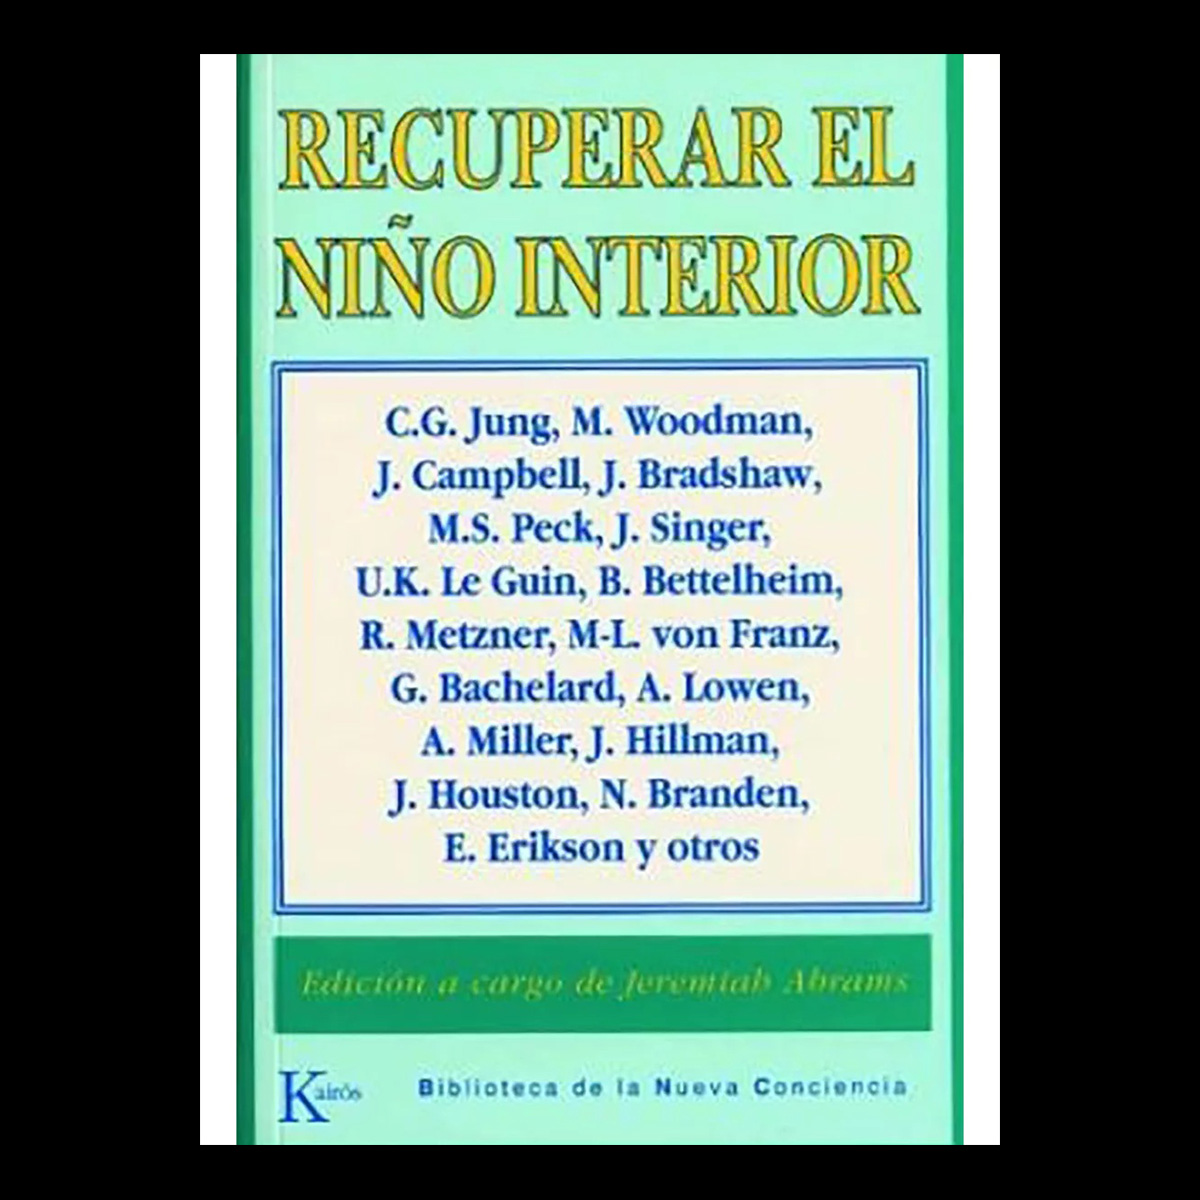 RECUPERAR EL
NIÑO INTERIOR
C.G. Jung, M. Woodman,
J. Campbell, J. Bradshaw,
M.S. Peck, J. Singer,
U.K. Le Guin, B. Bettelheim,
R. Metzner, M-L. von Franz,
G. Bachelard, A. Lowen,
A. Miller, J. Hillman,
J. Houston, N. Branden,
E. Erikson y otros
Edición a cargo de Jeremiah Abrams
Kairós
Biblioteca de la Nueva Conciencia